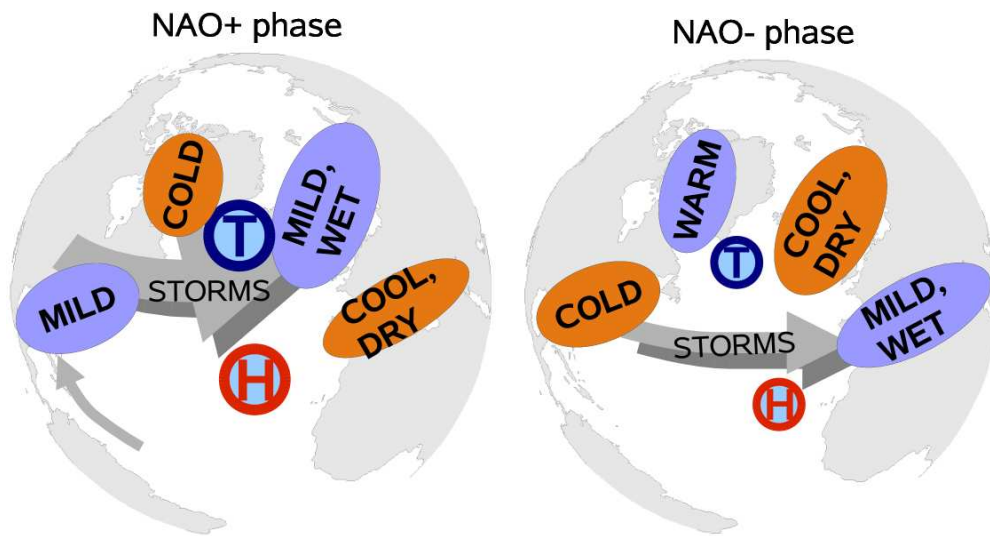 NAO+ phase
COLD
T
MILD,
WET
MILD
STORMS
COOL,
DRY
H
NAO- phase
WARM
T
COOL,
DRY
COLD
STORMS
MILD,
WET
H